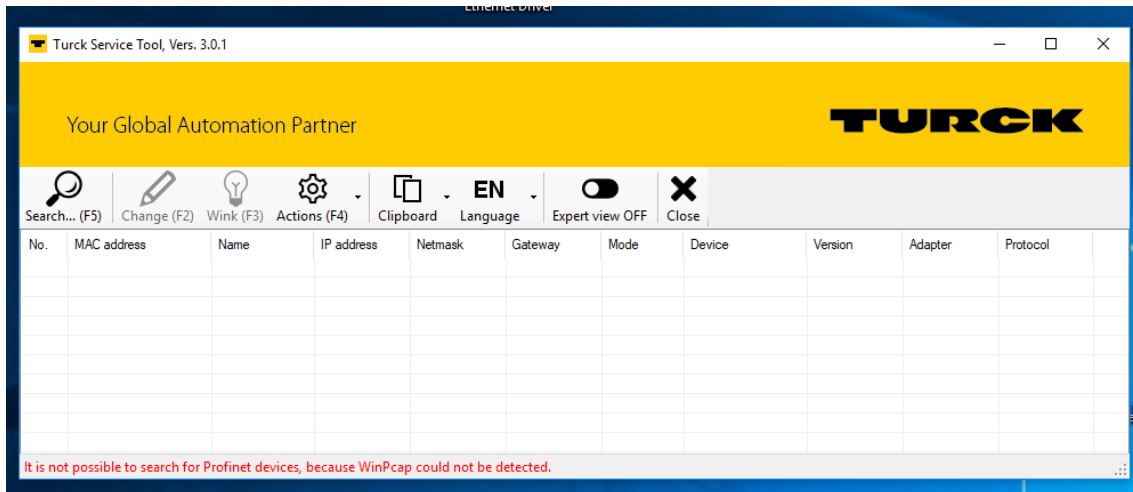 Ethernet Driver
Turck Service Tool, Vers. 3.0.1
Your Global Automation Partner
TURCK
Search... (F5) Change (F2) Wink (F3) Actions (F4) Clipboard EN Language Expert view OFF Close
No. MAC address Name IP address Netmask Gateway Mode Device Version Adapter Protocol
It is not possible to search for Profinet devices, because WinPcap could not be detected.